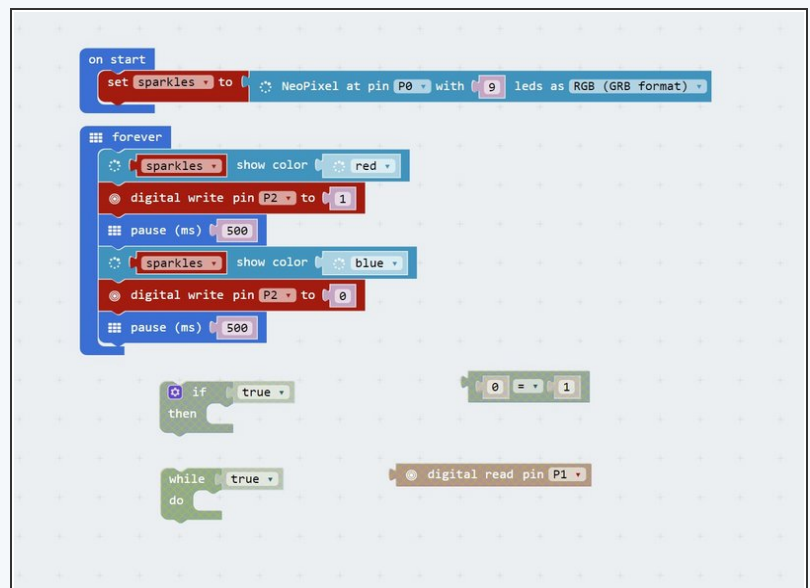 on start
set sparkles to NeoPixel at pin P0 with 9 leds as RGB (GRB format)
forever
sparkles show color red
digital write pin P2 to 1
pause (ms) 500
sparkles show color blue
digital write pin P2 to 0
pause (ms) 500
if true
then
0 = 1
while true
do
digital read pin P1